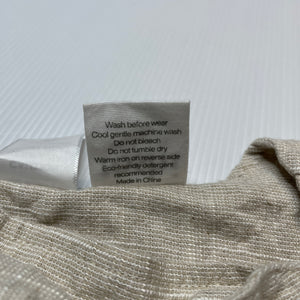 Wash before wear
Cool gentle machine wash
Do not bleach
Do not tumble dry
Warm iron on reverse side
Eco-friendly detergent
recommended
Made in China